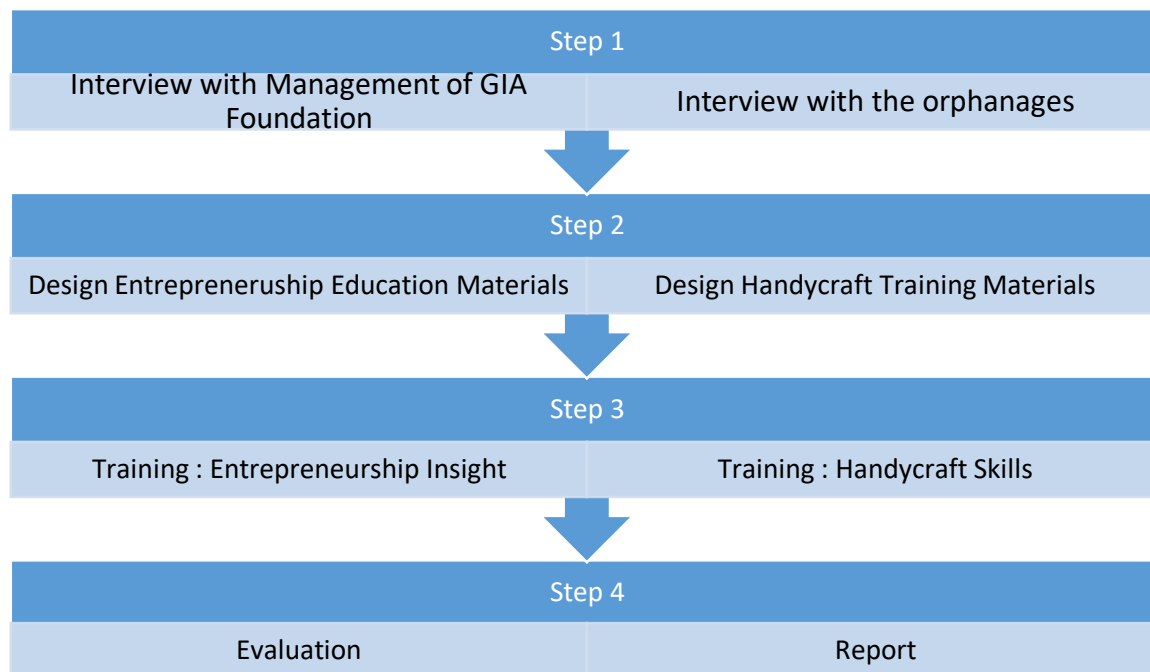 Step 1
Interview with Management of GIA
Foundation
Interview with the orphanages
Step 2
Design Entrepreneruship Education Materials
Design Handycraft Training Materials
Step 3
Training : Entrepreneurship Insight
Training : Handycraft Skills
Step 4
Evaluation
Report